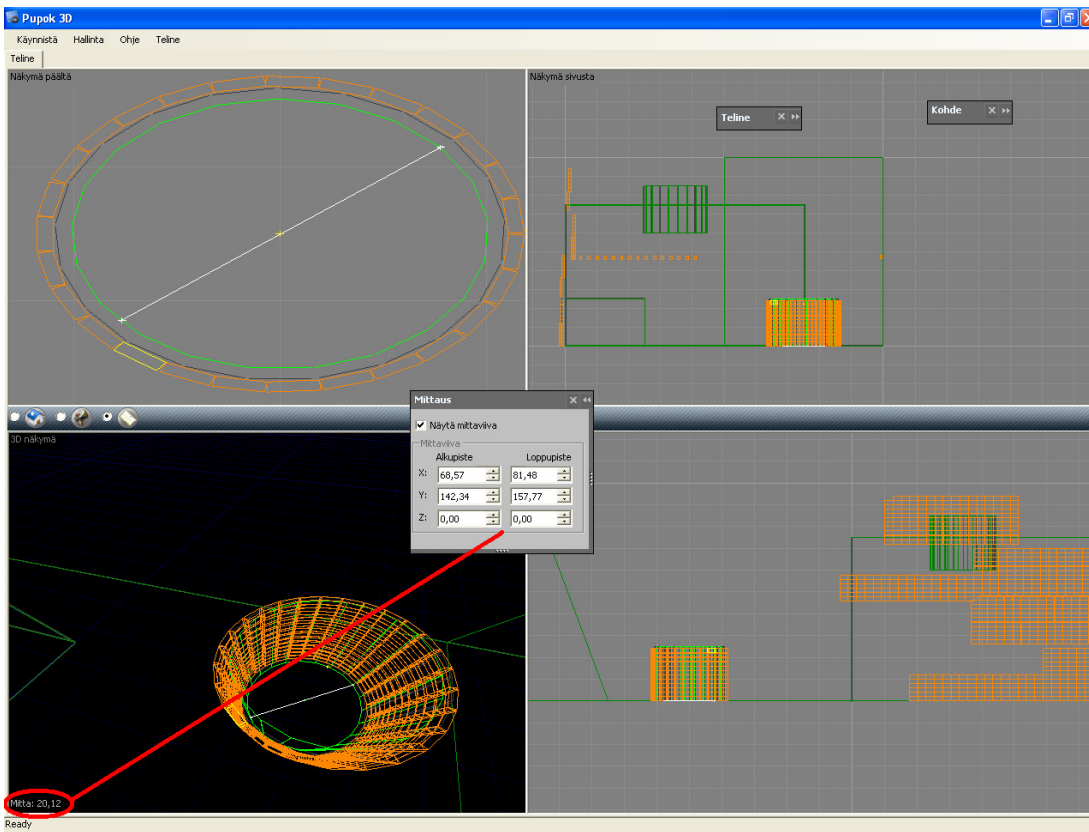 Pupok 3D
Käynnistä Hallinta Ohje Teline
Teline
Näkymä päältä
Näkymä sivusta
Teline
Kohde
3D näkymä
Mittaus
Näytä mittaviiva
Mittaviiva
Alkupiste Loppupiste
X: 68,57 81,48
Y: 142,34 157,77
Z: 0,00 0,00
Mitta: 20,12
Ready